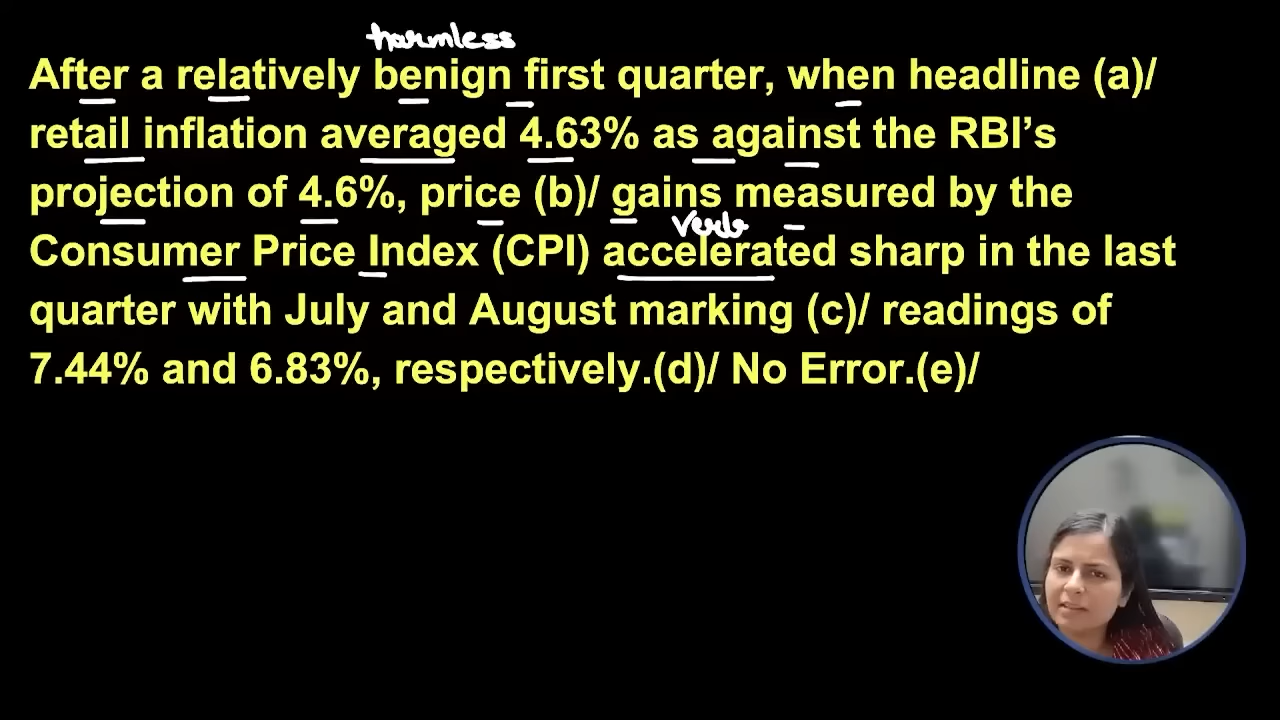 harmless
After a relatively benign first quarter, when headline (a)/
retail inflation averaged 4.63% as against the RBI’s
projection of 4.6%, price (b)/ gains measured by the
verb
Consumer Price Index (CPI) accelerated sharp in the last
quarter with July and August marking (c)/ readings of
7.44% and 6.83%, respectively.(d)/ No Error.(e)/